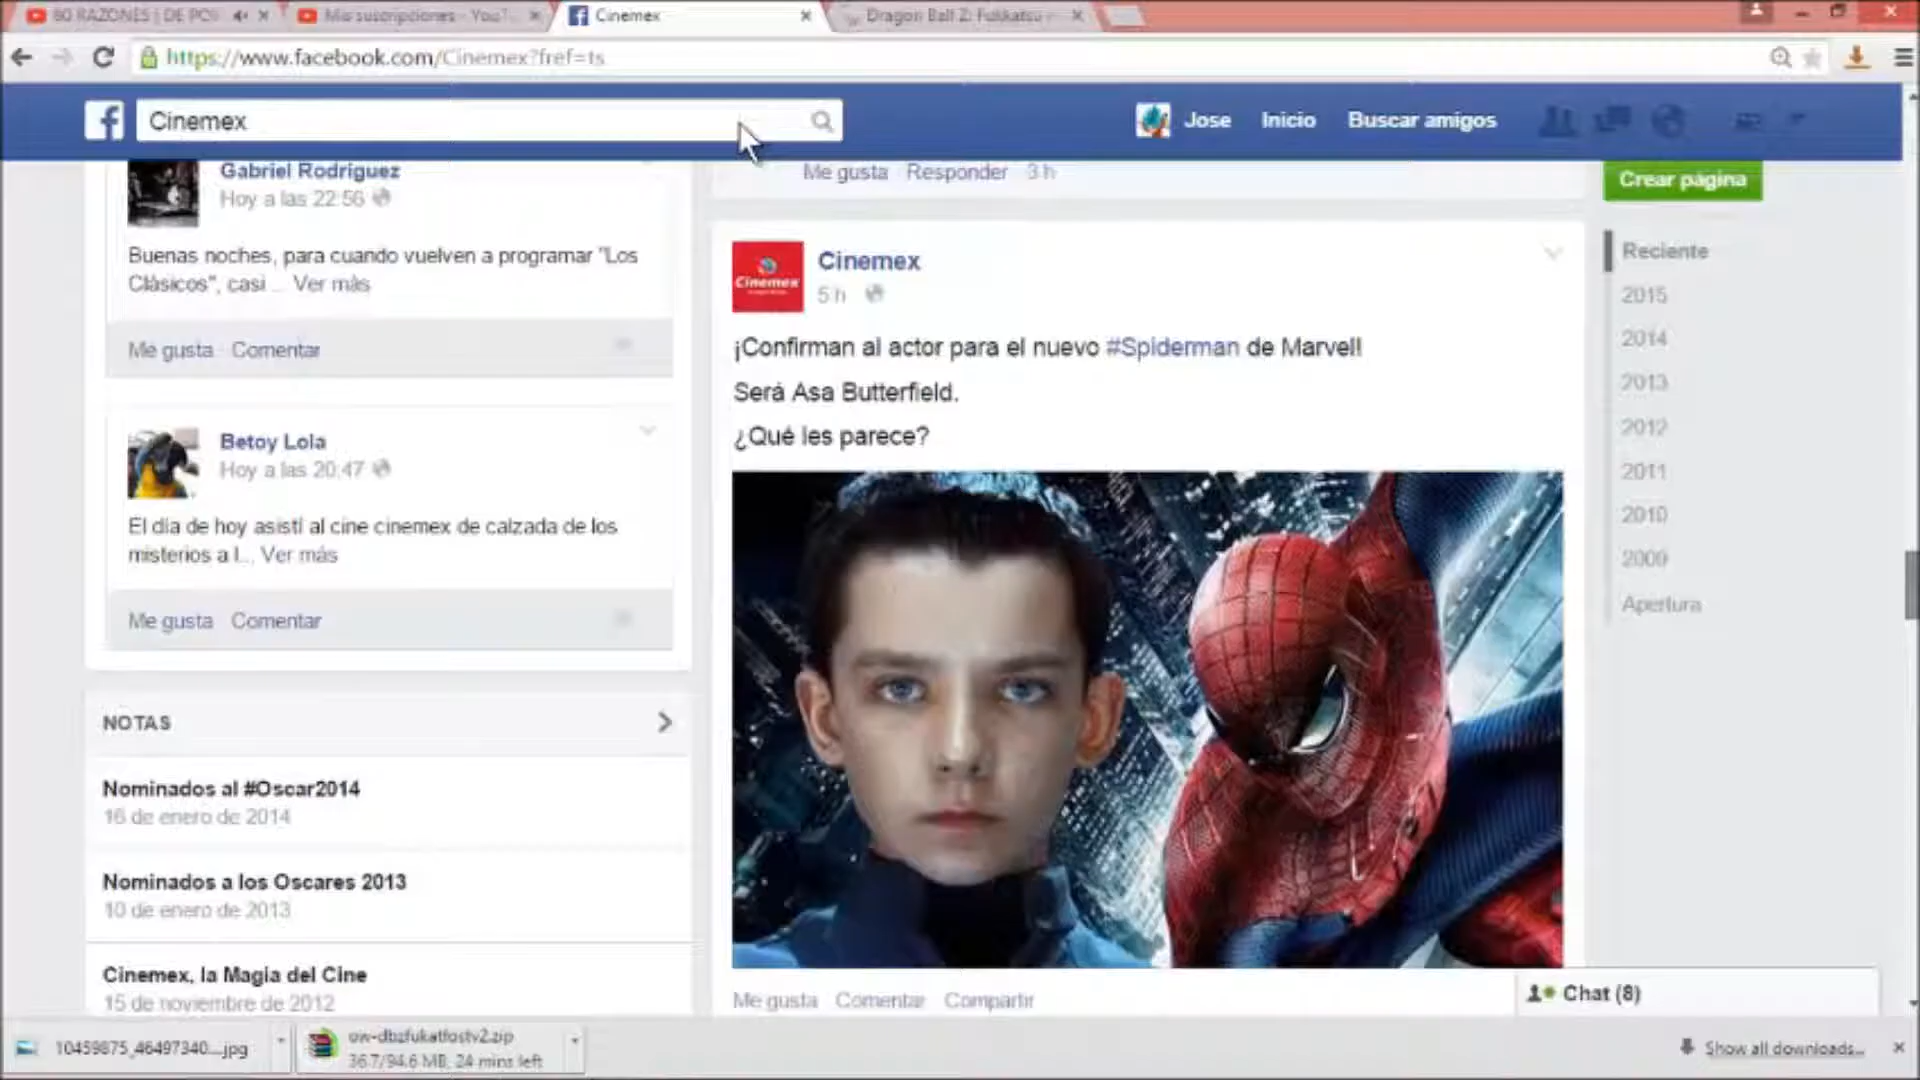 Mis suscripciones - YouT
Cinemex
Dragon Ball Z: Fukkatsu
https://www.facebook.com/Cinemex?fref=ts
Cinemex
Jose
Inicio
Buscar amigos
Gabriel Rodriguez
Hoy a las 22:56
Buenas noches, para cuando vuelven a programar "Los
Clásicos", casi ... Ver más
Me gusta · Comentar
Betoy Lola
Hoy a las 20:47
El día de hoy asistí al cine cinemex de calzada de los
misterios a l... Ver más
Me gusta · Comentar
NOTAS
Nominados al #Oscar2014
16 de enero de 2014
Nominados a los Oscares 2013
10 de enero de 2013
Cinemex, la Magia del Cine
15 de noviembre de 2012
Me gusta · Responder · 3 h
Cinemex
Cinemex
5 h
¡Confirman al actor para el nuevo #Spiderman de Marvel!
Será Asa Butterfield.
¿Qué les parece?
Me gusta · Comentar · Compartir
Crear página
Reciente
2015
2014
2013
2012
2011
2010
2009
Apertura
Chat (8)
10459875_46497340....jpg
ow-dbzfukatfostv2.zip
36.7/94.6 MB, 24 mins left
Show all downloads...